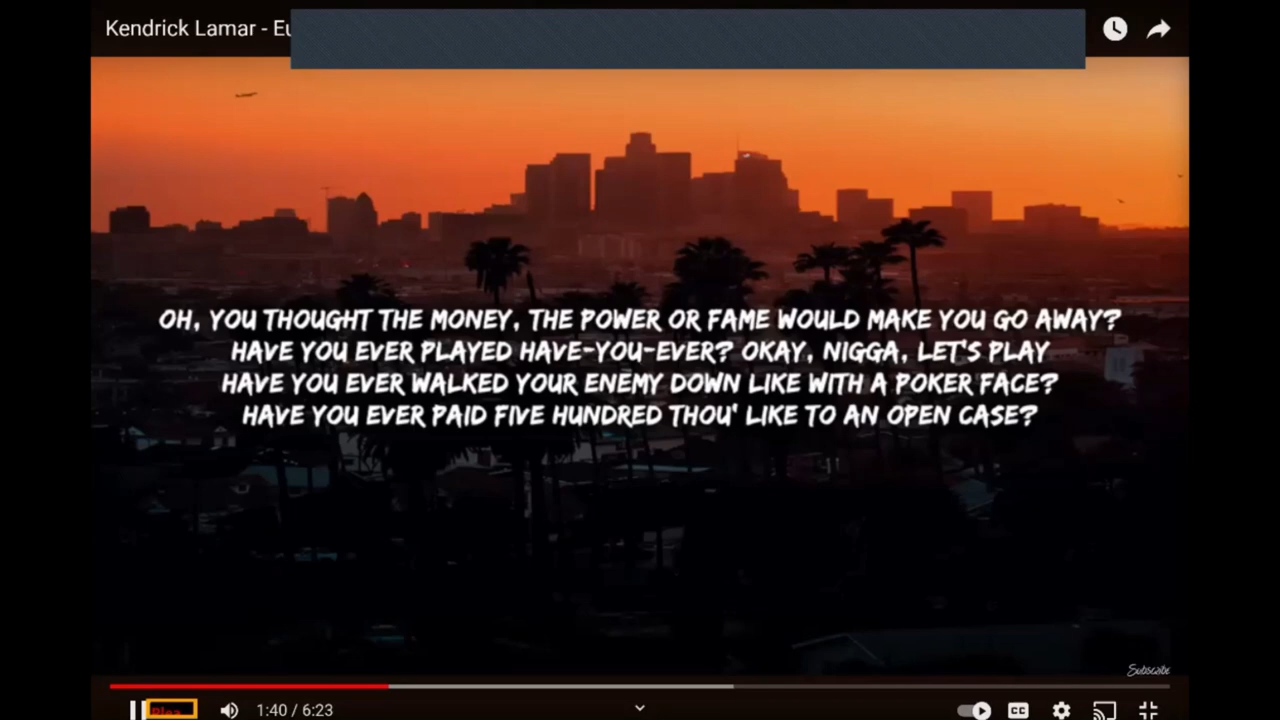 Kendrick Lamar - Eu
OH, YOU THOUGHT THE MONEY, THE POWER OR FAME WOULD MAKE YOU GO AWAY?
HAVE YOU EVER PLAYED HAVE-YOU-EVER? OKAY, NIGGA, LET'S PLAY
HAVE YOU EVER WALKED YOUR ENEMY DOWN LIKE WITH A POKER FACE?
HAVE YOU EVER PAID FIVE HUNDRED THOU' LIKE TO AN OPEN CASE?
Subscribe
1:40 / 6:23
CC